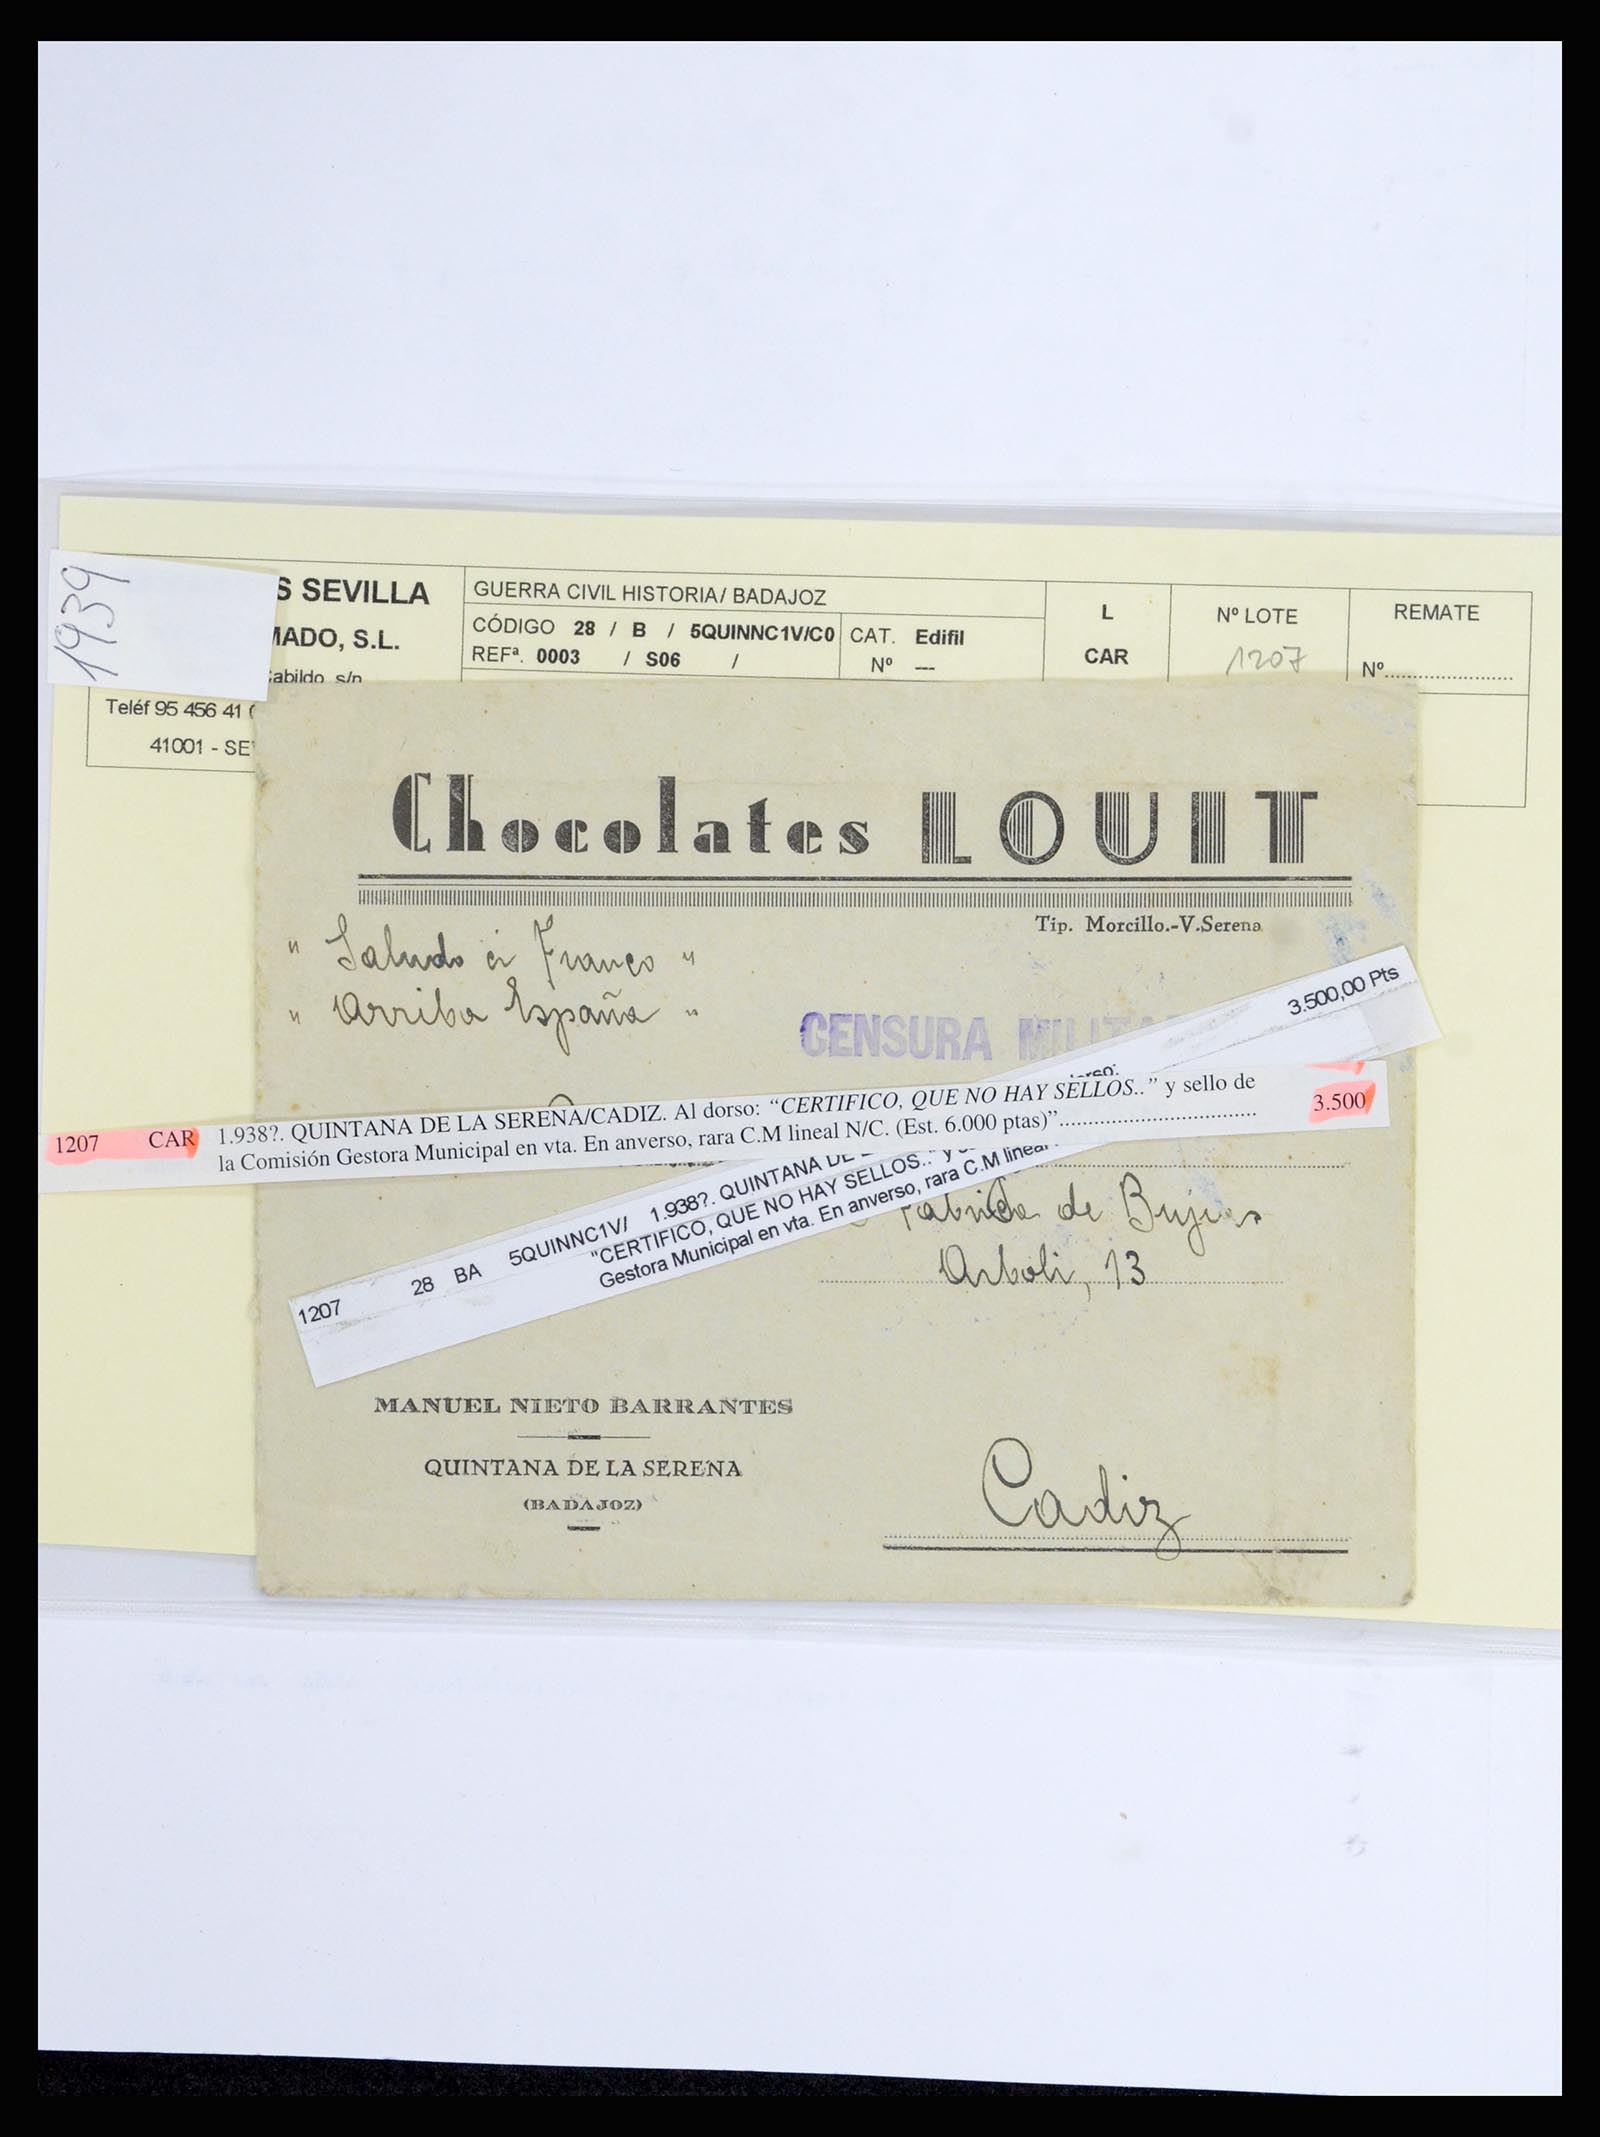 1939
S SEVILLA
MADO, S.L.
Cabildo, s/n
Teléf 95 456 41
41001 - SE
GUERRA CIVIL HISTORIA/ BADAJOZ
CÓDIGO 28 / B / 5QUINNC1V/C0
REFª. 0003 / S06 /
CAT. Edifil
Nº ---
L
CAR
Nº LOTE
1207
REMATE
Nº.......................
Chocolates LOUIT
Tip. Morcillo.-V.Serena
" Saludo a Franco "
" Arriba España "
CENSURA MILITA
3.500,00 Pts
1207 CAR 1.938?. QUINTANA DE LA SERENA/CADIZ. Al dorso: “CERTIFICO, QUE NO HAY SELLOS..” y sello de
la Comisión Gestora Municipal en vta. En anverso, rara C.M lineal N/C. (Est. 6.000 ptas)”.................................
3.500
1207 28 BA 5QUINNC1V/ 1.938?. QUINTANA DE
"CERTIFICO, QUE NO HAY SELLOS.." y
Gestora Municipal en vta. En anverso, rara C.M lineal
Fabrica de Bujias
Arboli, 13
MANUEL NIETO BARRANTES
QUINTANA DE LA SERENA
(BADAJOZ)
Cadiz